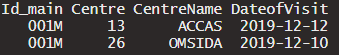 Id_main Centre CentreName DateofVisit
001M 13 ACCAS 2019-12-12
001M 26 OMSIDA 2019-12-10